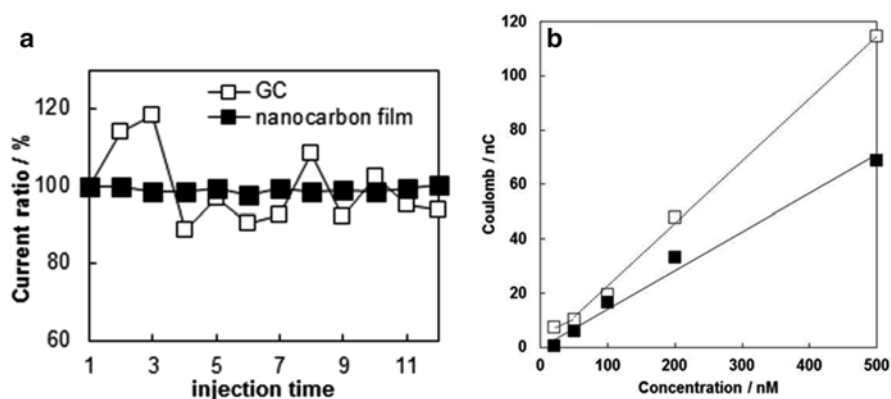 a
Current ratio / %
120
100
80
60
GC
nanocarbon film
1 3 5 7 9 11
injection time
b
Coulomb / nC
120
100
80
60
40
20
0
0 100 200 300 400 500
Concentration / nM